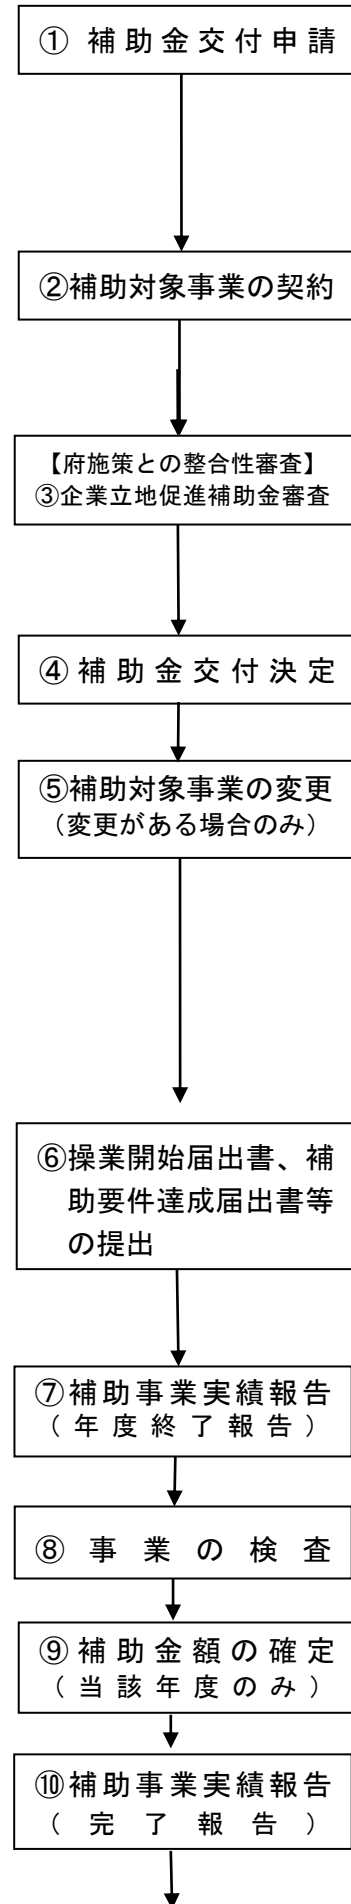 ① 補助金交付申請
②補助対象事業の契約
【府施策との整合性審査】
③企業立地促進補助金審査
④補助金交付決定
⑤補助対象事業の変更
（変更がある場合のみ）
⑥操業開始届出書、補
助要件達成届出書等
の提出
⑦補助事業実績報告
（年度終了報告）
⑧事業の検査
⑨補助金額の確定
（当該年度のみ）
⑩補助事業実績報告
（完了報告）